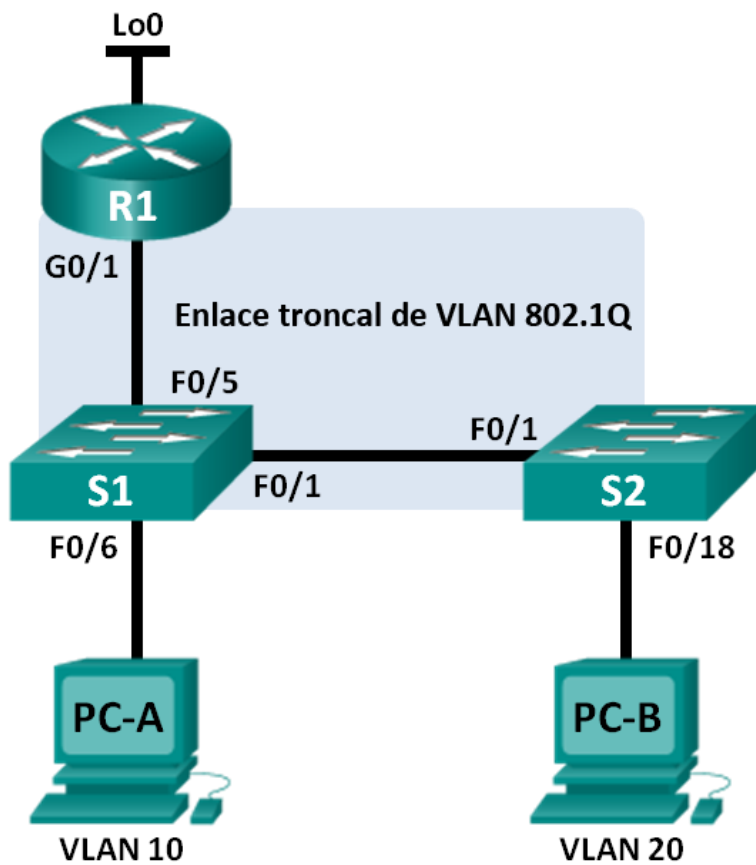 Lo0
R1
G0/1
Enlace troncal de VLAN 802.1Q
F0/5
F0/1
F0/1
S1
S2
F0/6
F0/18
PC-A
PC-B
VLAN 10
VLAN 20